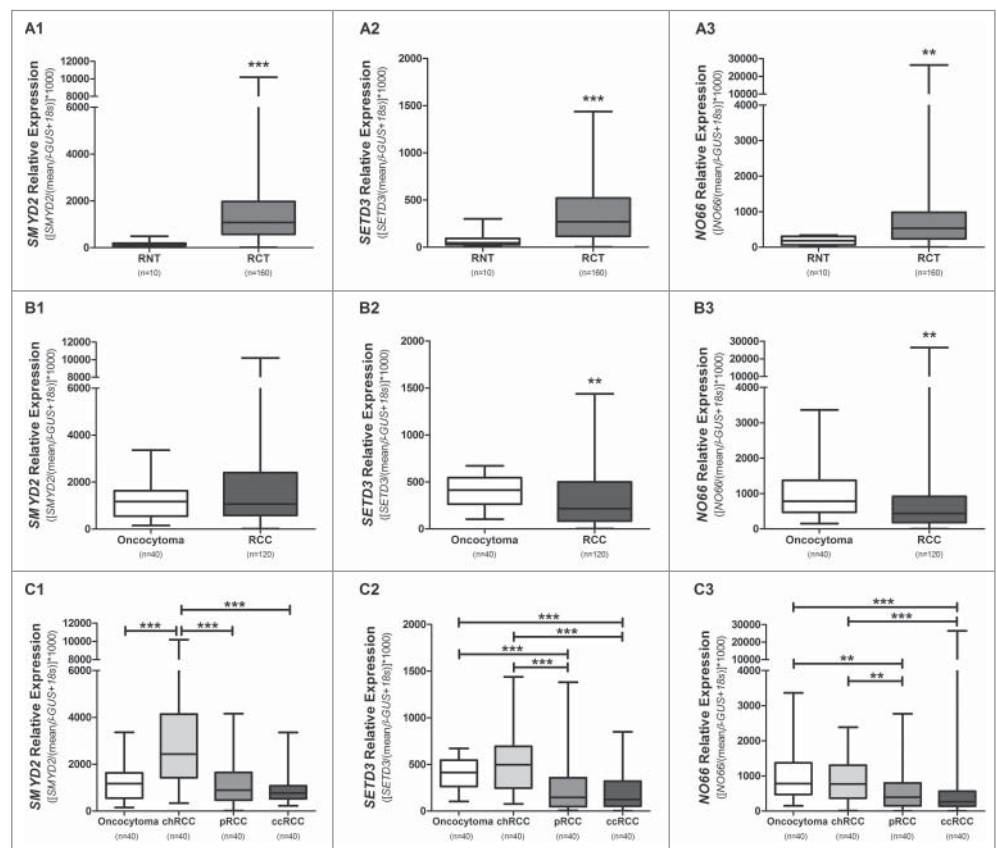 A1
SMYD2 Relative Expression
([SMYD2/(meanβ-GUS+18s)]*1000)
12000
10000
8000
6000
4000
2000
0
***
RNT
RCT
(n=10)
(n=160)
A2
SETD3 Relative Expression
([SETD3/(meanβ-GUS+18s)]*1000)
2000
1500
1000
500
0
***
RNT
RCT
(n=10)
(n=160)
A3
NO66 Relative Expression
([NO66/(meanβ-GUS+18s)]*1000)
30000
20000
10000
4000
3000
2000
1000
0
**
RNT
RCT
(n=10)
(n=160)
B1
SMYD2 Relative Expression
([SMYD2/(meanβ-GUS+18s)]*1000)
12000
10000
8000
6000
4000
2000
0
Oncocytoma
RCC
(n=40)
(n=120)
B2
SETD3 Relative Expression
([SETD3/(meanβ-GUS+18s)]*1000)
2000
1500
1000
500
0
**
Oncocytoma
RCC
(n=40)
(n=120)
B3
NO66 Relative Expression
([NO66/(meanβ-GUS+18s)]*1000)
30000
20000
10000
4000
3000
2000
1000
0
**
Oncocytoma
RCC
(n=40)
(n=120)
C1
SMYD2 Relative Expression
([SMYD2/(meanβ-GUS+18s)]*1000)
12000
10000
8000
6000
4000
2000
0
***
*** ***
Oncocytoma chRCC pRCC ccRCC
(n=40) (n=40) (n=40) (n=40)
C2
SETD3 Relative Expression
([SETD3/(meanβ-GUS+18s)]*1000)
2000
1500
1000
500
0
***
***
***
***
Oncocytoma chRCC pRCC ccRCC
(n=40) (n=40) (n=40) (n=40)
C3
NO66 Relative Expression
([NO66/(meanβ-GUS+18s)]*1000)
30000
20000
10000
4000
3000
2000
1000
0
***
***
**
**
Oncocytoma chRCC pRCC ccRCC
(n=40) (n=40) (n=40) (n=40)